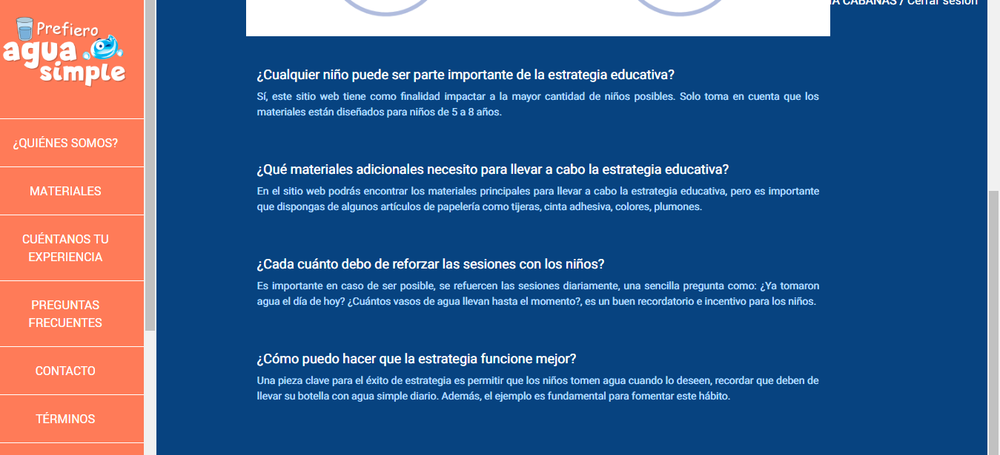 CABAÑAS / Cerrar sesión
Prefiero
agua
simple
¿QUIÉNES SOMOS?
MATERIALES
CUÉNTANOS TU
EXPERIENCIA
PREGUNTAS
FRECUENTES
CONTACTO
TÉRMINOS
¿Cualquier niño puede ser parte importante de la estrategia educativa?
Sí, este sitio web tiene como finalidad impactar a la mayor cantidad de niños posibles. Solo toma en cuenta que los
materiales están diseñados para niños de 5 a 8 años.
¿Qué materiales adicionales necesito para llevar a cabo la estrategia educativa?
En el sitio web podrás encontrar los materiales principales para llevar a cabo la estrategia educativa, pero es importante
que dispongas de algunos artículos de papelería como tijeras, cinta adhesiva, colores, plumones.
¿Cada cuánto debo de reforzar las sesiones con los niños?
Es importante en caso de ser posible, se refuercen las sesiones diariamente, una sencilla pregunta como: ¿Ya tomaron
agua el día de hoy? ¿Cuántos vasos de agua llevan hasta el momento?, es un buen recordatorio e incentivo para los niños.
¿Cómo puedo hacer que la estrategia funcione mejor?
Una pieza clave para el éxito de estrategia es permitir que los niños tomen agua cuando lo deseen, recordar que deben de
llevar su botella con agua simple diario. Además, el ejemplo es fundamental para fomentar este hábito.